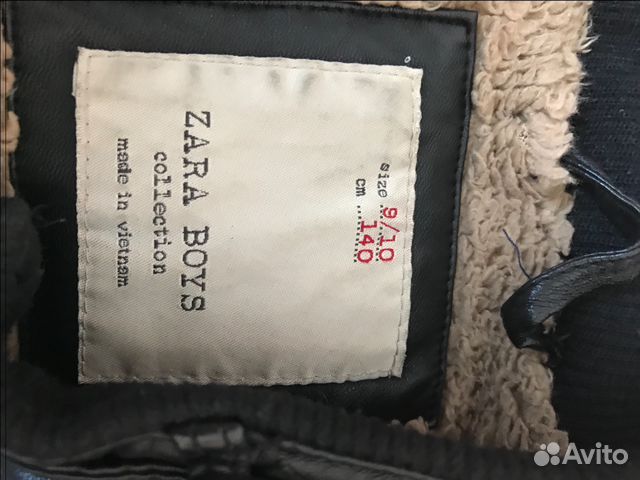 ZARA BOYS
collection
made in vietnam
size ..9/10
cm ....140
Avito